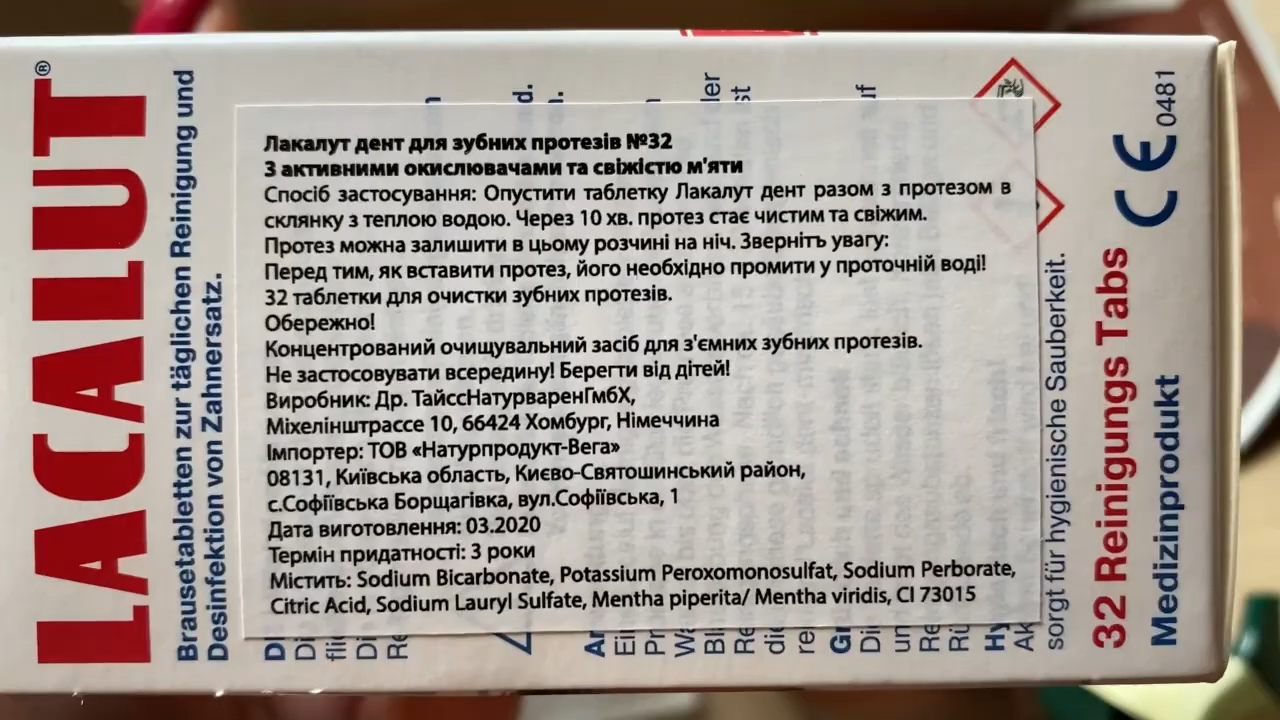 LACALUT®
Brausetabletten zur täglichen Reinigung und
Desinfektion von Zahnersatz.
Лакалут дент для зубних протезів №32
З активними окислювачами та свіжістю м'яти
Спосіб застосування: Опустити таблетку Лакалут дент разом з протезом в
склянку з теплою водою. Через 10 хв. протез стає чистим та свіжим.
Протез можна залишити в цьому розчині на ніч. Зверніть увагу:
Перед тим, як вставити протез, його необхідно промити у проточній воді!
32 таблетки для очистки зубних протезів.
Обережно!
Концентрований очищувальний засіб для з'ємних зубних протезів.
Не застосовувати всередину! Берегти від дітей!
Виробник: Др. ТайссНатурваренГмбХ,
Міхелінштрассе 10, 66424 Хомбург, Німеччина
Імпортер: ТОВ «Натурпродукт-Вега»
08131, Київська область, Києво-Святошинський район,
с.Софіївська Борщагівка, вул.Софіївська, 1
Дата виготовлення: 03.2020
Термін придатності: 3 роки
Містить: Sodium Bicarbonate, Potassium Peroxomonosulfat, Sodium Perborate,
Citric Acid, Sodium Lauryl Sulfate, Mentha piperita/ Mentha viridis, CI 73015
sorgt für hygienische Sauberkeit.
32 Reinigungs Tabs
Medizinprodukt
CE 0481